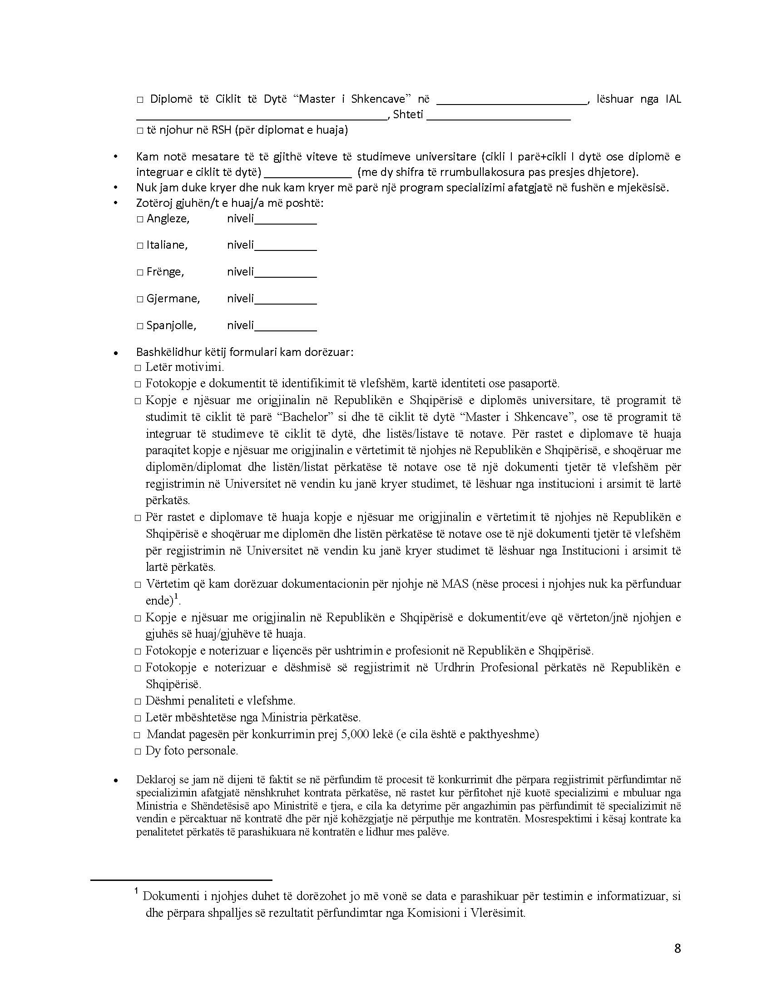 □ Diplomë të Ciklit të Dytë “Master i Shkencave” në ________________________, lëshuar nga IAL
________________________________________, Shteti _______________________
□ të njohur në RSH (për diplomat e huaja)
• Kam notë mesatare të të gjithë viteve të studimeve universitare (cikli I parë+cikli I dytë ose diplomë e
integruar e ciklit të dytë) ______________ (me dy shifra të rrumbullakosura pas presjes dhjetore).
• Nuk jam duke kryer dhe nuk kam kryer më parë një program specializimi afatgjatë në fushën e mjekësisë.
• Zotëroj gjuhën/t e huaj/a më poshtë:
□ Angleze, niveli__________
□ Italiane, niveli__________
□ Frënge, niveli__________
□ Gjermane, niveli__________
□ Spanjolle, niveli__________
• Bashkëlidhur këtij formulari kam dorëzuar:
□ Letër motivimi.
□ Fotokopje e dokumentit të identifikimit të vlefshëm, kartë identiteti ose pasaportë.
□ Kopje e njësuar me origjinalin në Republikën e Shqipërisë e diplomës universitare, të programit të
studimit të ciklit të parë “Bachelor” si dhe të ciklit të dytë “Master i Shkencave”, ose të programit të
integruar të studimeve të ciklit të dytë, dhe listës/listave të notave. Për rastet e diplomave të huaja
paraqitet kopje e njësuar me origjinalin e vërtetimit të njohjes në Republikën e Shqipërisë, e shoqëruar me
diplomën/diplomat dhe listën/listat përkatëse të notave ose të një dokumenti tjetër të vlefshëm për
regjistrimin në Universitet në vendin ku janë kryer studimet, të lëshuar nga institucioni i arsimit të lartë
përkatës.
□ Për rastet e diplomave të huaja kopje e njësuar me origjinalin e vërtetimit të njohjes në Republikën e
Shqipërisë e shoqëruar me diplomën dhe listën përkatëse të notave ose të një dokumenti tjetër të vlefshëm
për regjistrimin në Universitet në vendin ku janë kryer studimet të lëshuar nga Institucioni i arsimit të
lartë përkatës.
□ Vërtetim që kam dorëzuar dokumentacionin për njohje në MAS (nëse procesi i njohjes nuk ka përfunduar
ende)¹.
□ Kopje e njësuar me origjinalin në Republikën e Shqipërisë e dokumentit/eve që vërteton/jnë njohjen e
gjuhës së huaj/gjuhëve të huaja.
□ Fotokopje e noterizuar e liçencës për ushtrimin e profesionit në Republikën e Shqipërisë.
□ Fotokopje e noterizuar e dëshmisë së regjistrimit në Urdhrin Profesional përkatës në Republikën e
Shqipërisë.
□ Dëshmi penaliteti e vlefshme.
□ Letër mbështetëse nga Ministria përkatëse.
□ Mandat pagesën për konkurrimin prej 5,000 lekë (e cila është e pakthyeshme)
□ Dy foto personale.
• Deklaroj se jam në dijeni të faktit se në përfundim të procesit të konkurrimit dhe përpara regjistrimit përfundimtar në
specializimin afatgjatë nënshkruhet kontrata përkatëse, në rastet kur përfitohet një kuotë specializimi e mbuluar nga
Ministria e Shëndetësisë apo Ministritë e tjera, e cila ka detyrime për angazhimin pas përfundimit të specializimit në
vendin e përcaktuar në kontratë dhe për një kohëzgjatje në përputhje me kontratën. Mosrespektimi i kësaj kontrate ka
penalitetet përkatës të parashikuara në kontratën e lidhur mes palëve.
¹ Dokumenti i njohjes duhet të dorëzohet jo më vonë se data e parashikuar për testimin e informatizuar, si
dhe përpara shpalljes së rezultatit përfundimtar nga Komisioni i Vlerësimit.
8